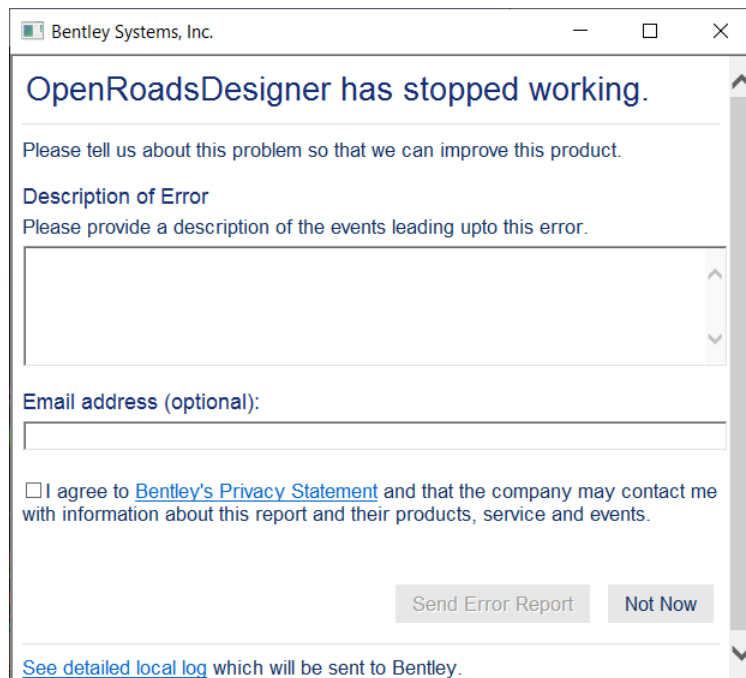 Bentley Systems, Inc.
OpenRoadsDesigner has stopped working.
Please tell us about this problem so that we can improve this product.
Description of Error
Please provide a description of the events leading upto this error.
Email address (optional):
I agree to Bentley's Privacy Statement and that the company may contact me
with information about this report and their products, service and events.
Send Error Report Not Now
See detailed local log which will be sent to Bentley.